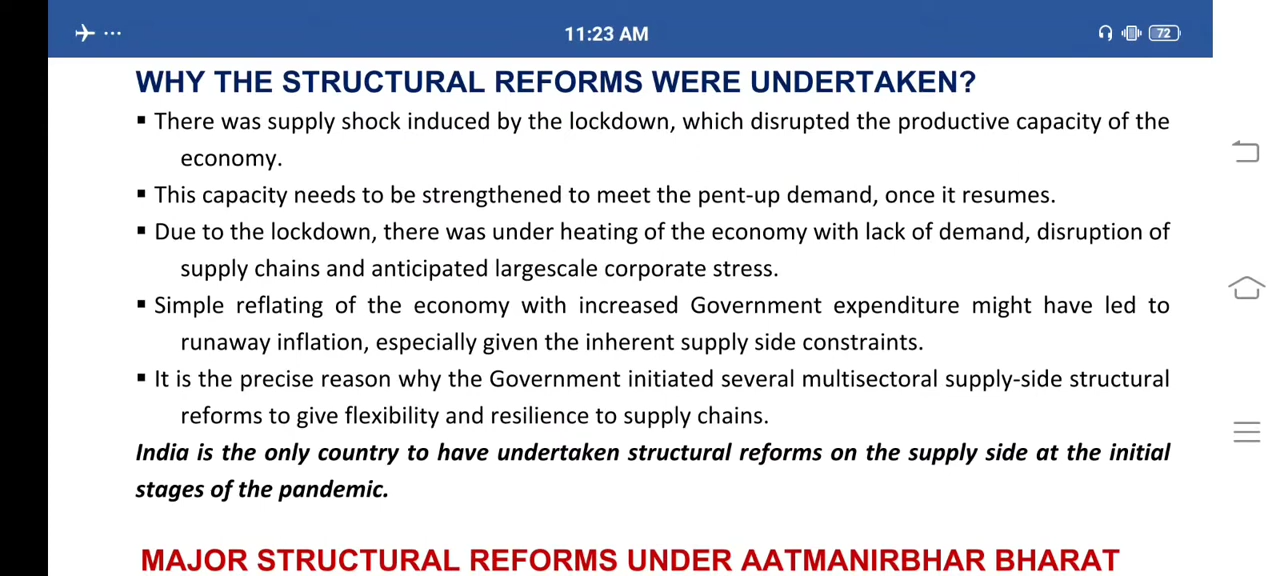 11:23 AM
72
WHY THE STRUCTURAL REFORMS WERE UNDERTAKEN?
▪ There was supply shock induced by the lockdown, which disrupted the productive capacity of the
economy.
▪ This capacity needs to be strengthened to meet the pent-up demand, once it resumes.
▪ Due to the lockdown, there was under heating of the economy with lack of demand, disruption of
supply chains and anticipated largescale corporate stress.
▪ Simple reflating of the economy with increased Government expenditure might have led to
runaway inflation, especially given the inherent supply side constraints.
▪ It is the precise reason why the Government initiated several multisectoral supply-side structural
reforms to give flexibility and resilience to supply chains.
India is the only country to have undertaken structural reforms on the supply side at the initial
stages of the pandemic.
MAJOR STRUCTURAL REFORMS UNDER AATMANIRBHAR BHARAT